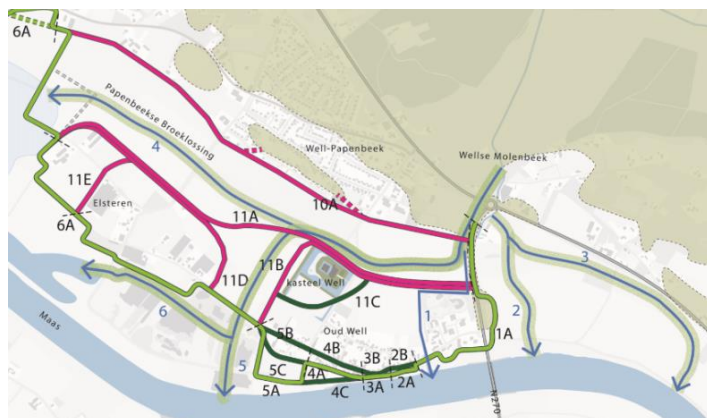 6A
Papenbeekse Broeklossing
4
Well-Papenbeek
Wellse Molenbeek
11E
Elsteren
10A
6A
11A
3
11B
11D
kasteel Well
11C
2
1
1A
6
Maas
5B
Oud Well
4B
3B
2B
5
5C
4A
5A
4C
3A
2A
N270